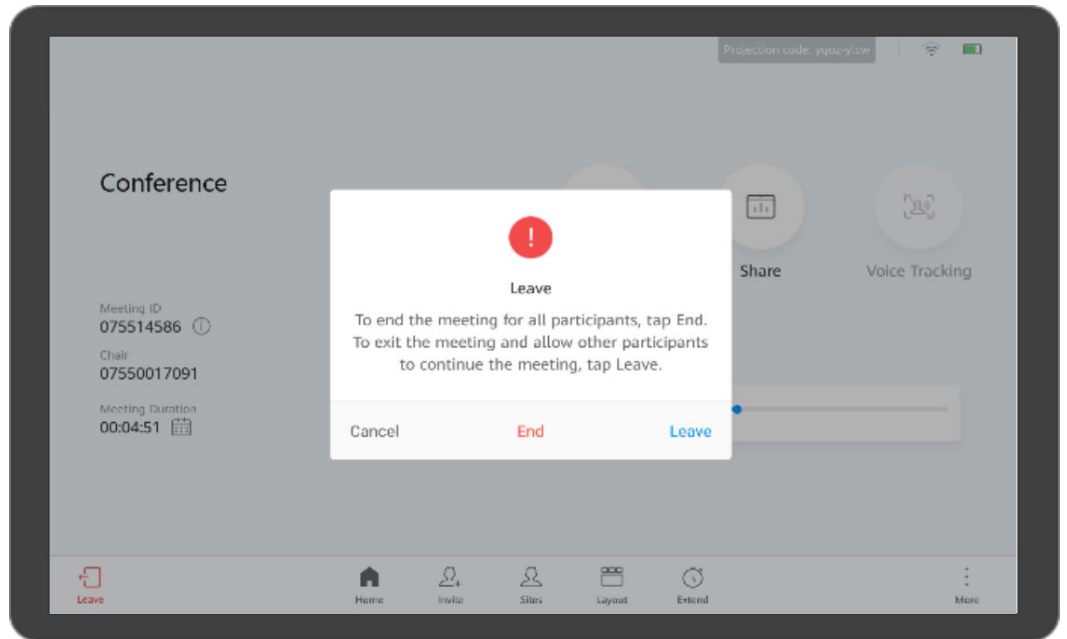 Projection code:
Conference
Share
Voice Tracking
Meeting ID
075514586
Chair
07550017091
Meeting Duration
00:04:51
!
Leave
To end the meeting for all participants, tap End.
To exit the meeting and allow other participants
to continue the meeting, tap Leave.
Cancel End Leave
Leave Home Invite Sites Layout Extend More